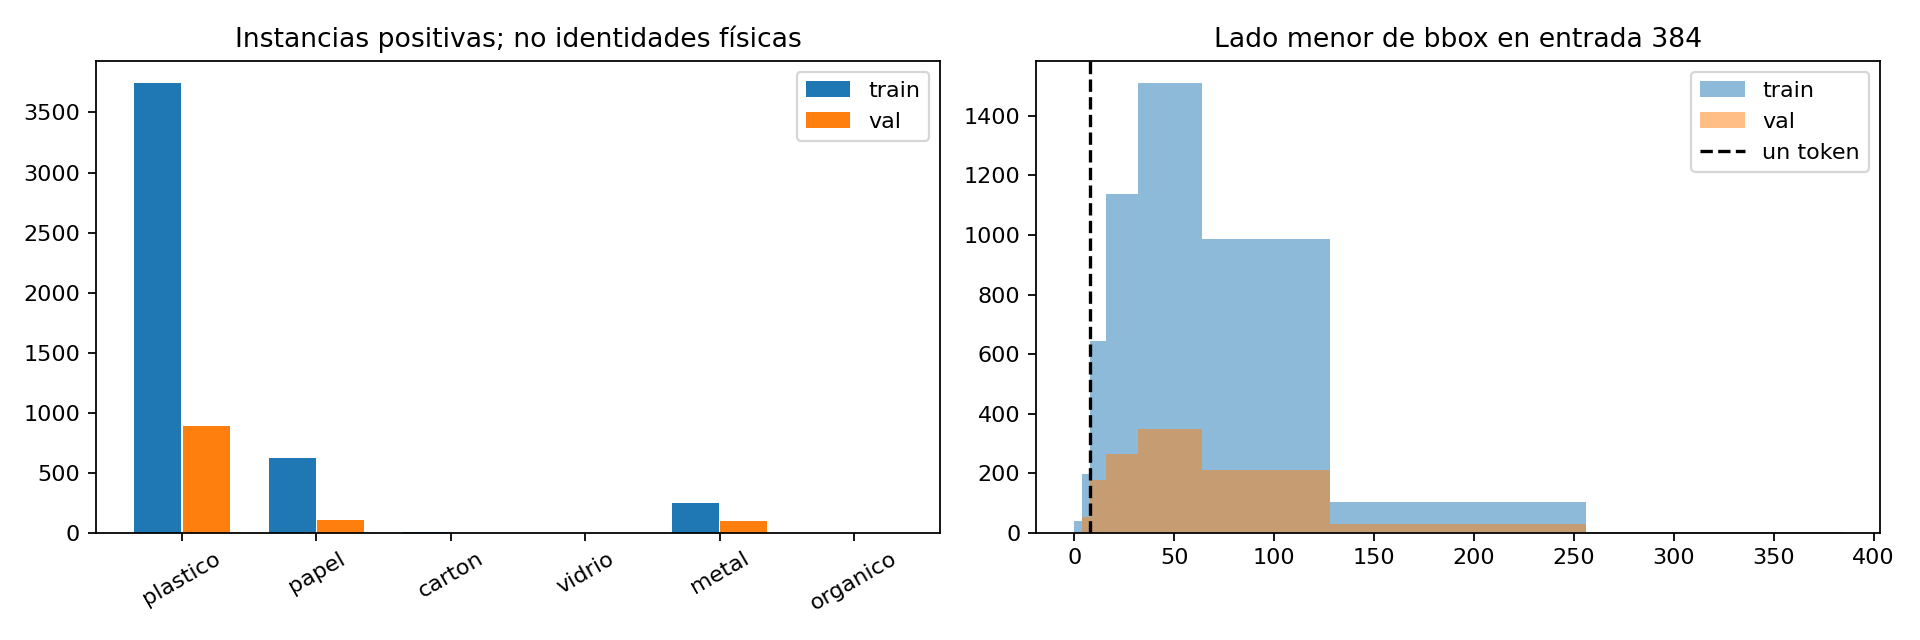 Instancias positivas; no identidades físicas
train
val
3500
3000
2500
2000
1500
1000
500
0
plastico
papel
carton
vidrio
metal
organico
Lado menor de bbox en entrada 384
train
val
un token
1400
1200
1000
800
600
400
200
0
0
50
100
150
200
250
300
350
400